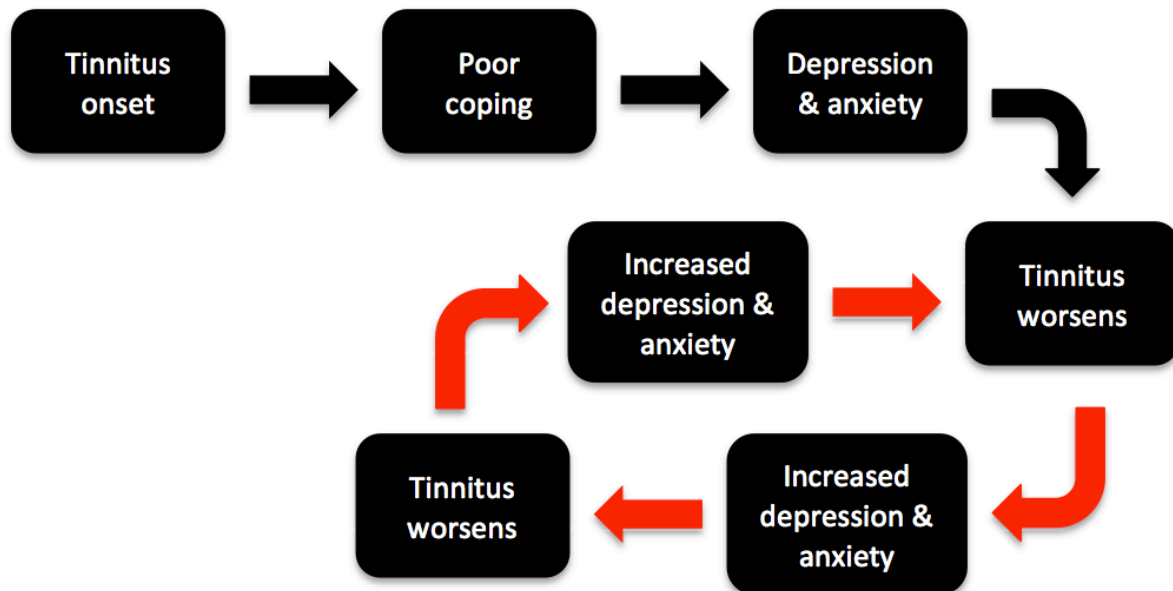 Tinnitus
onset
Poor
coping
Depression
& anxiety
Increased
depression &
anxiety
Tinnitus
worsens
Tinnitus
worsens
Increased
depression &
anxiety